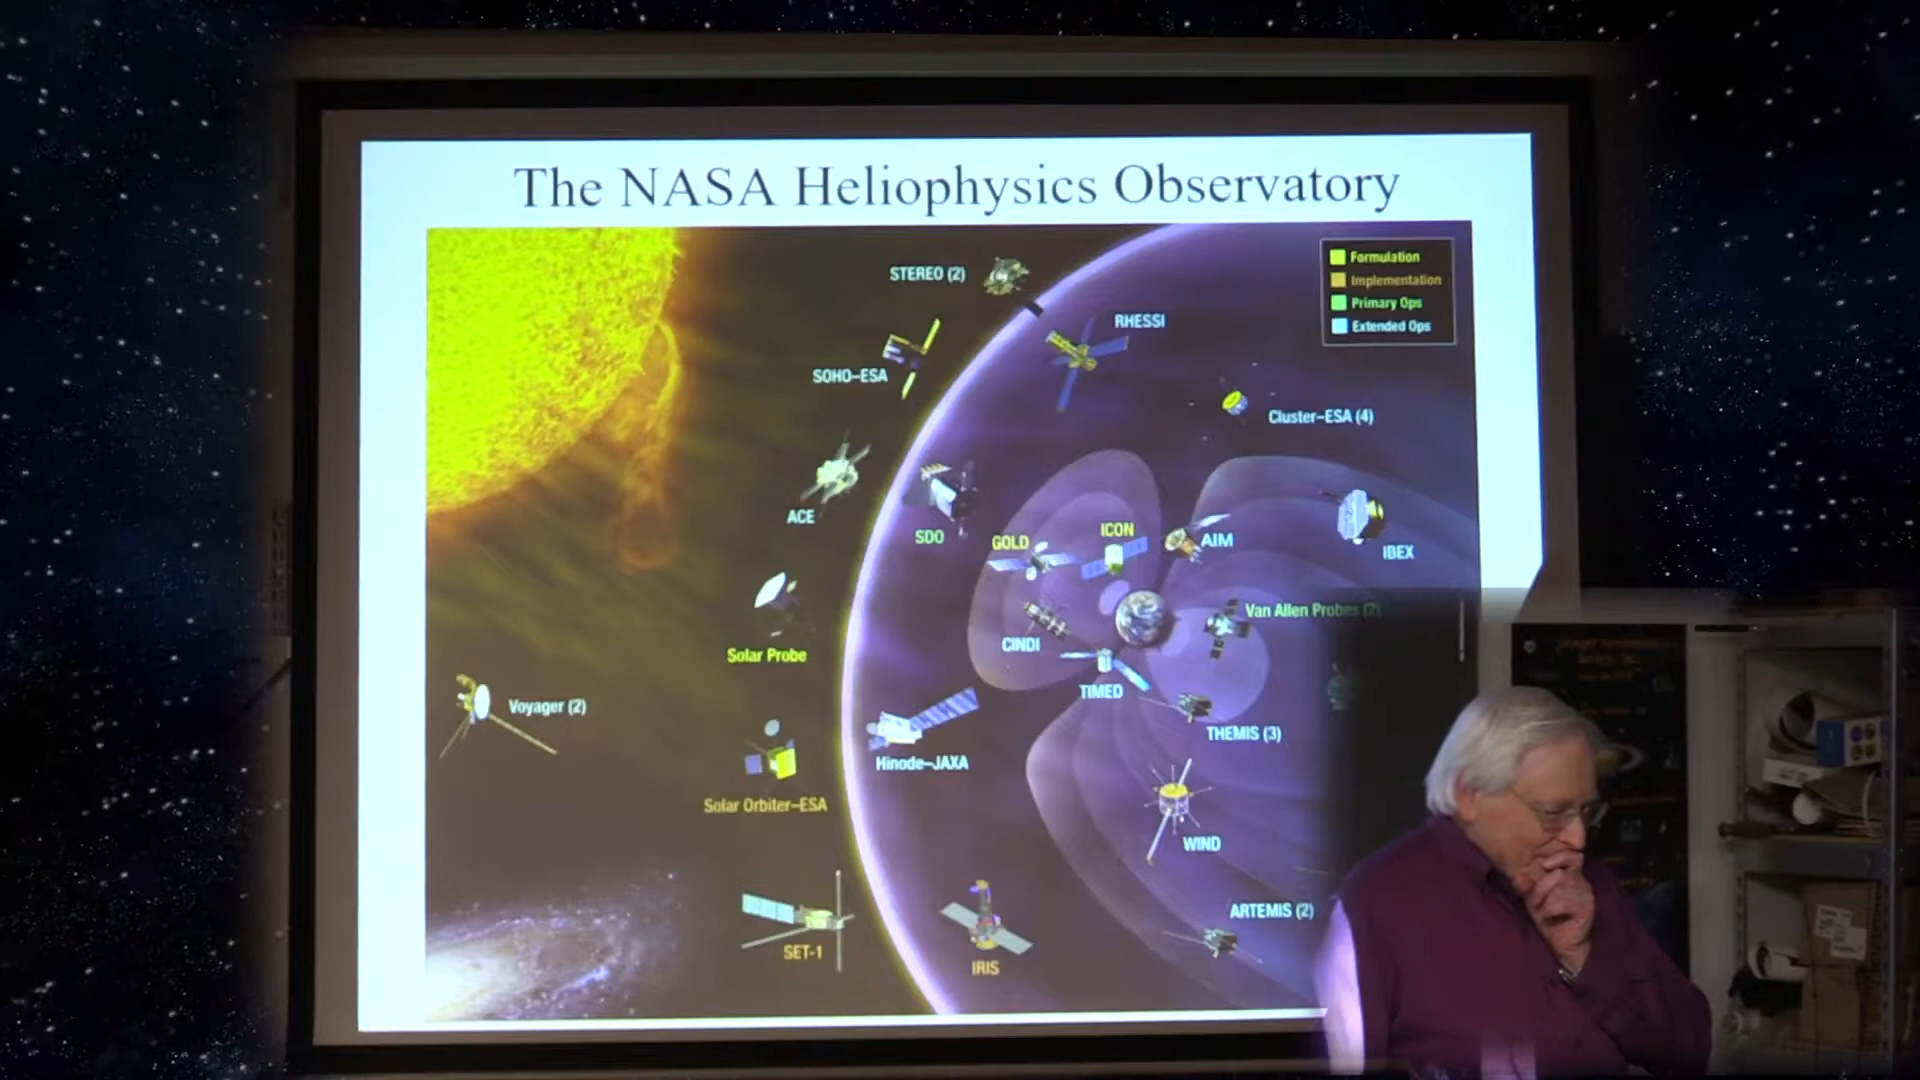 The NASA Heliophysics Observatory
Formulation
Implementation
Primary Ops
Extended Ops
STEREO (2)
RHESSI
SOHO–ESA
Cluster–ESA (4)
ACE
SDO
GOLD
ICON
AIM
IBEX
Van Allen Probes (2)
CINDI
Solar Probe
TIMED
Voyager (2)
THEMIS (3)
Hinode–JAXA
Solar Orbiter–ESA
WIND
ARTEMIS (2)
SET-1
IRIS